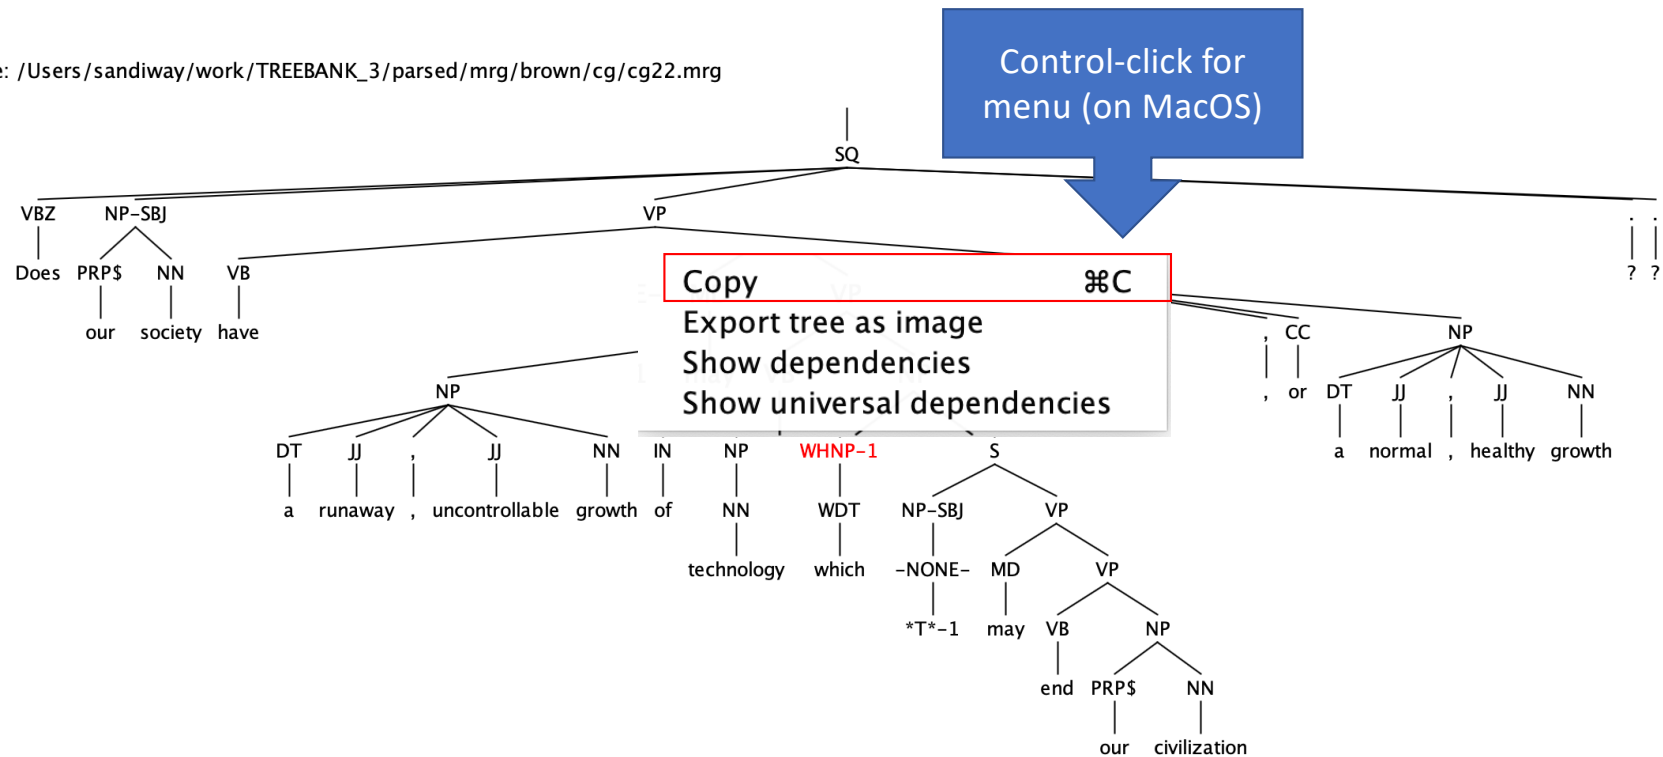 Control-click for
menu (on MacOS)
e: /Users/sandiway/work/TREEBANK_3/parsed/mrg/brown/cg/cg22.mrg
SQ
VBZ NP-SBJ VP . .
Does PRP$ NN VB ? ?
Copy ⌘C
our society have , CC NP
Export tree as image
Show dependencies
NP , or DT JJ , JJ NN
Show universal dependencies
DT JJ , JJ NN IN NP WHNP-1 S a normal , healthy growth
a runaway , uncontrollable growth of NN WDT NP-SBJ VP
technology which -NONE- MD VP
*T*-1 may VB NP
end PRP$ NN
our civilization